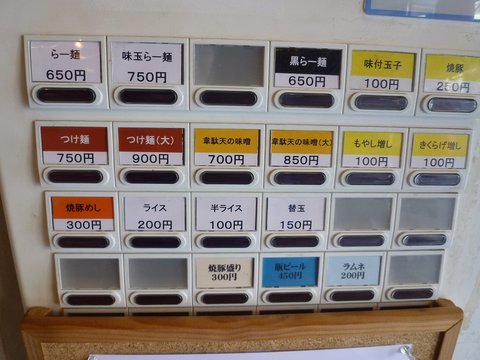 らー麺
650円
味玉らー麺
750円
黒らー麺
650円
味付玉子
100円
焼豚
250円
つけ麺
750円
つけ麺(大)
900円
韋駄天の味噌
700円
韋駄天の味噌(大)
850円
もやし増し
100円
きくらげ増し
100円
焼豚めし
300円
ライス
200円
半ライス
100円
替玉
150円
焼豚盛り
300円
瓶ビール
450円
ラムネ
200円